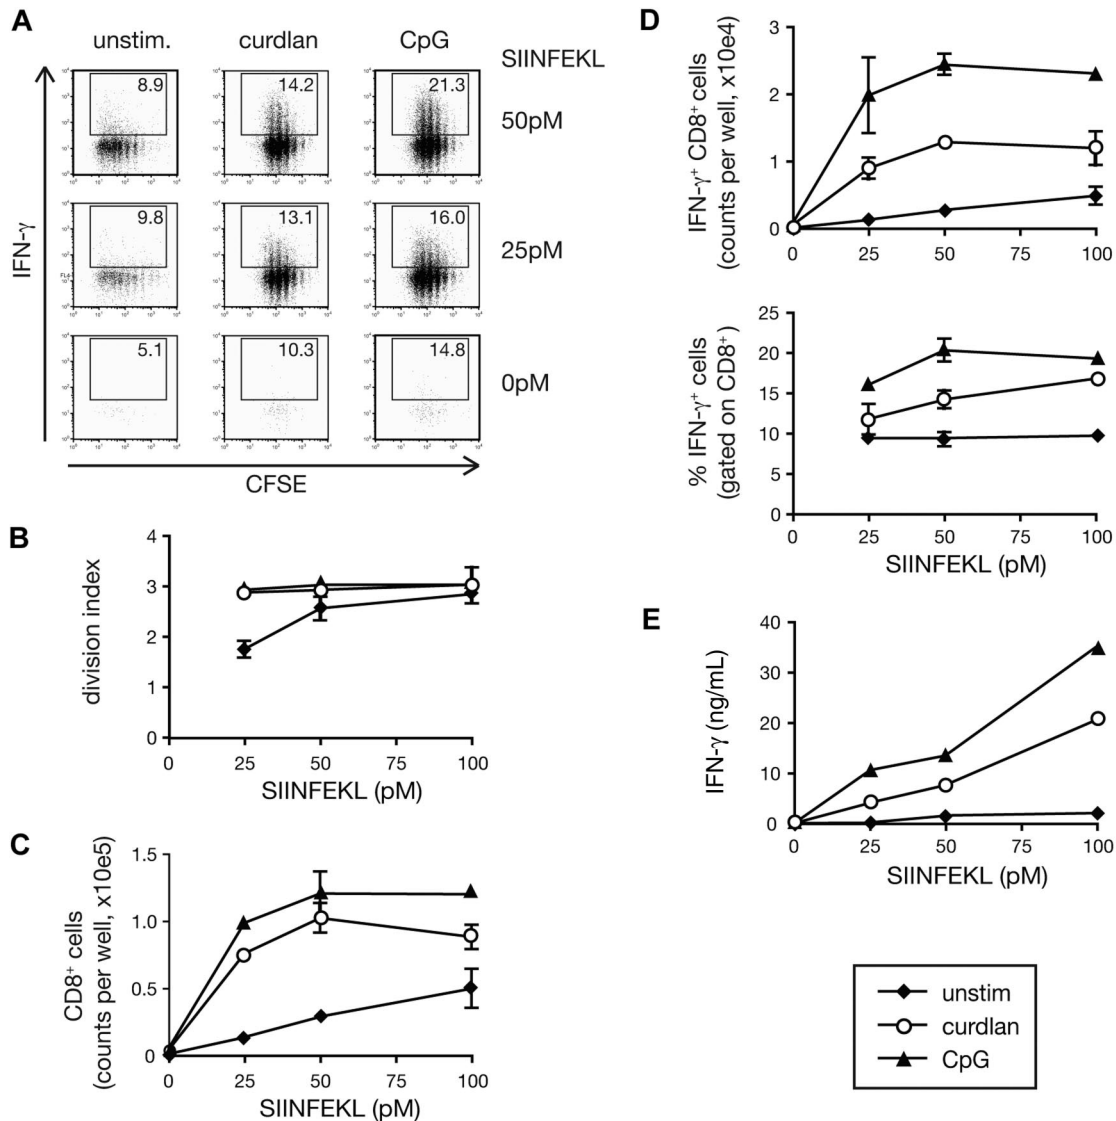 A
unstim. curdlan CpG SIINFEKL
8.9 14.2 21.3 50pM
9.8 13.1 16.0 25pM
5.1 10.3 14.8 0pM
IFN-γ
CFSE
B
division index
4
3
2
1
0
0 25 50 75 100
SIINFEKL (pM)
C
CD8⁺ cells
(counts per well, x10e5)
1.5
1.0
0.5
0
0 25 50 75 100
SIINFEKL (pM)
D
IFN-γ⁺ CD8⁺ cells
(counts per well, x10e4)
3
2
1
0
0 25 50 75 100
% IFN-γ⁺ cells
(gated on CD8⁺)
25
20
15
10
5
0
0 25 50 75 100
SIINFEKL (pM)
E
IFN-γ (ng/mL)
40
30
20
10
0
0 25 50 75 100
SIINFEKL (pM)
unstim
curdlan
CpG